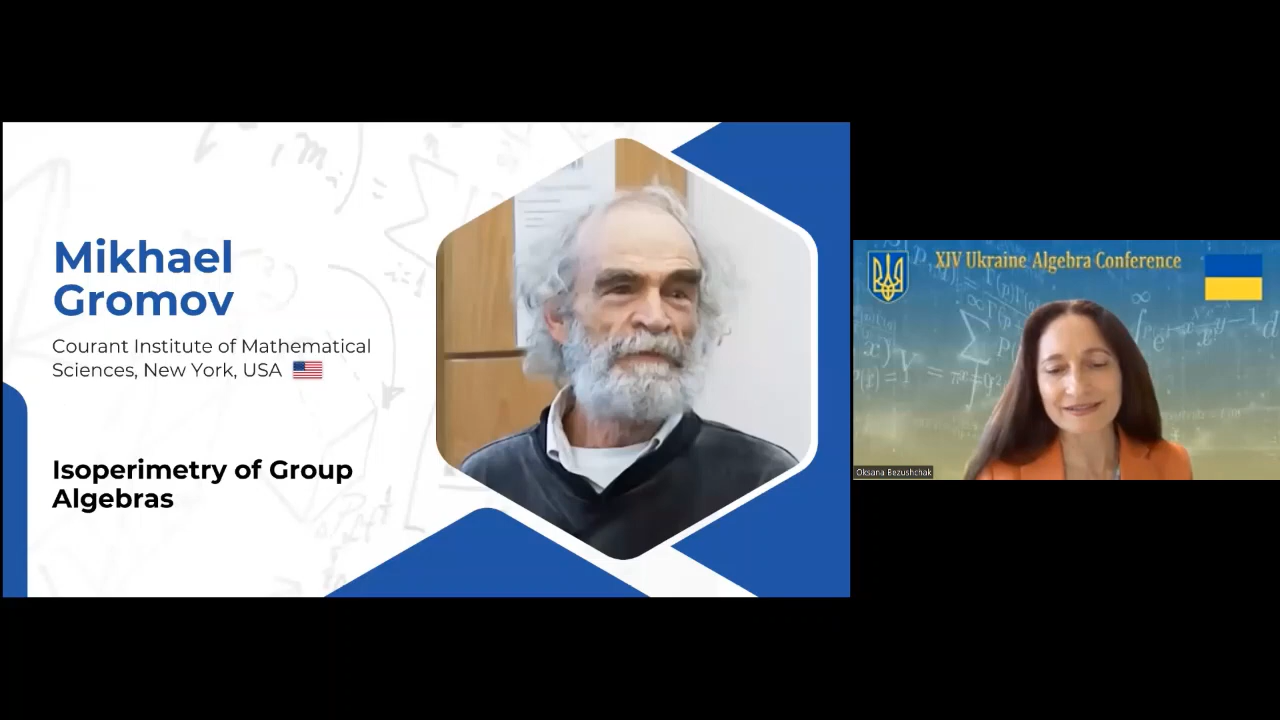 Mikhael
Gromov
Courant Institute of Mathematical
Sciences, New York, USA
Isoperimetry of Group
Algebras
XIV Ukraine Algebra Conference
Oksana Bezushchak